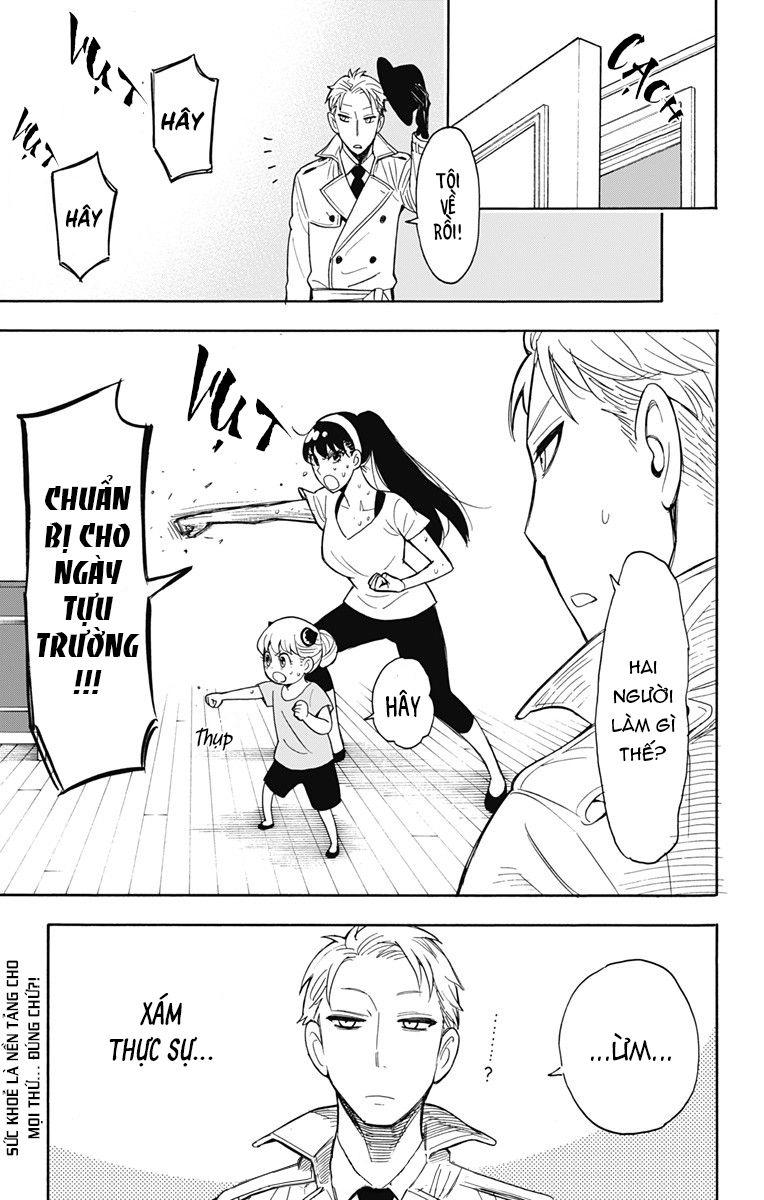 CẠCH
TÔI
VỀ
RỒI!
VỤT
HÂY
VỤT
HÂY
HAI
NGƯỜI
LÀM GÌ
THẾ?
VỤT
CHUẨN
BỊ CHO
NGÀY
TỰU
TRƯỜNG
!!!
HÂY
Thụp
...ỪM...
?
XÁM
THỰC SỰ...
SỨC KHOẺ LÀ NỀN TẢNG CHO
MỌI THỨ... ĐÚNG CHỨ?!